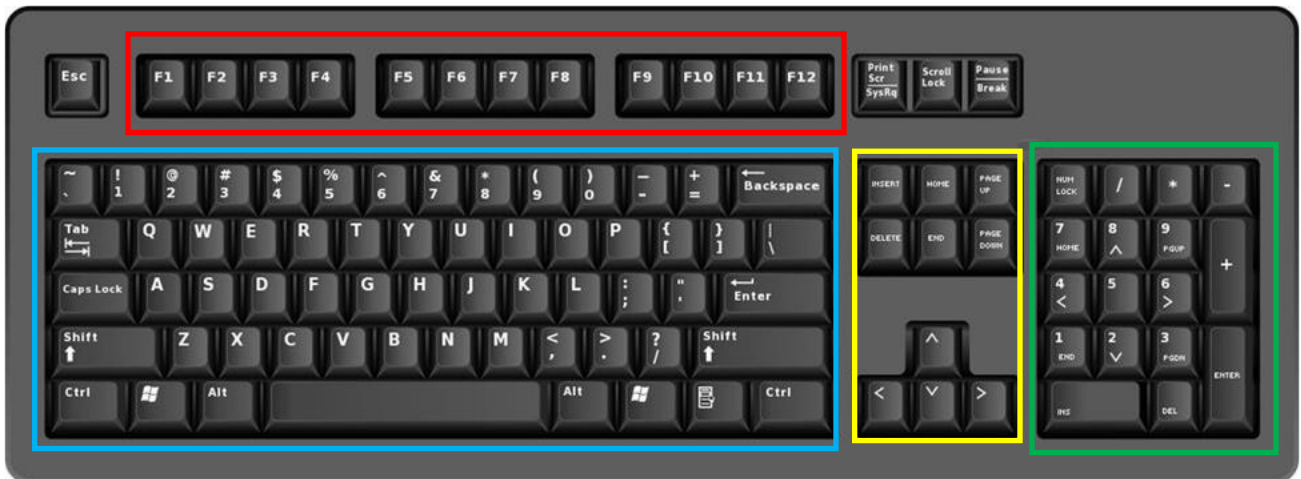 Esc F1 F2 F3 F4 F5 F6 F7 F8 F9 F10 F11 F12 Print Scr SysRq Scroll Lock Pause Break
~ ` ! 1 @ 2 # 3 $ 4 % 5 ^ 6 & 7 * 8 ( 9 ) 0 _ - + = Backspace INSERT HOME PAGE UP NUM LOCK / * -
Tab Q W E R T Y U I O P { [ } ] | \ DELETE END PAGE DOWN 7 HOME 8 9 PGUP +
Caps Lock A S D F G H J K L : ; " ' Enter 4 5 6
Shift Z X C V B N M < , > . ? / Shift 1 END 2 3 PGDN ENTER
Ctrl Alt Alt Ctrl INS DEL